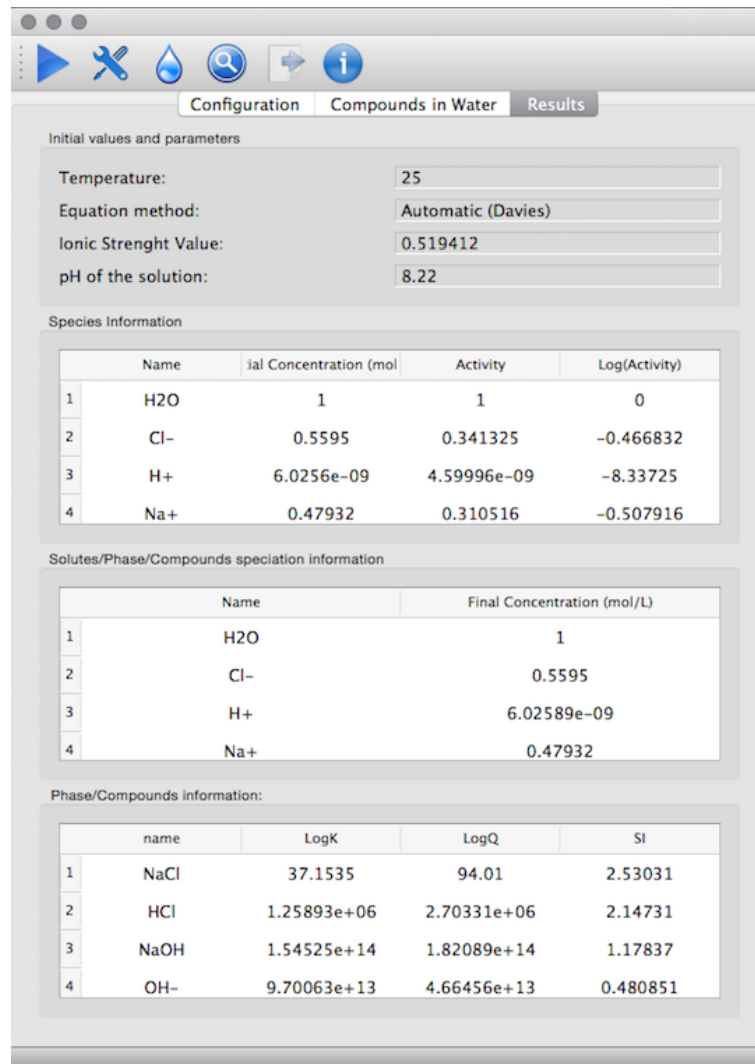 Configuration Compounds in Water Results
Initial values and parameters
Temperature: 25
Equation method: Automatic (Davies)
Ionic Strenght Value: 0.519412
pH of the solution: 8.22
Species Information
Name ial Concentration (mol Activity Log(Activity)
1 H2O 1 1 0
2 Cl- 0.5595 0.341325 -0.466832
3 H+ 6.0256e-09 4.59996e-09 -8.33725
4 Na+ 0.47932 0.310516 -0.507916
Solutes/Phase/Compounds speciation information
Name Final Concentration (mol/L)
1 H2O 1
2 Cl- 0.5595
3 H+ 6.02589e-09
4 Na+ 0.47932
Phase/Compounds information:
name LogK LogQ SI
1 NaCl 37.1535 94.01 2.53031
2 HCl 1.25893e+06 2.70331e+06 2.14731
3 NaOH 1.54525e+14 1.82089e+14 1.17837
4 OH- 9.70063e+13 4.66456e+13 0.480851